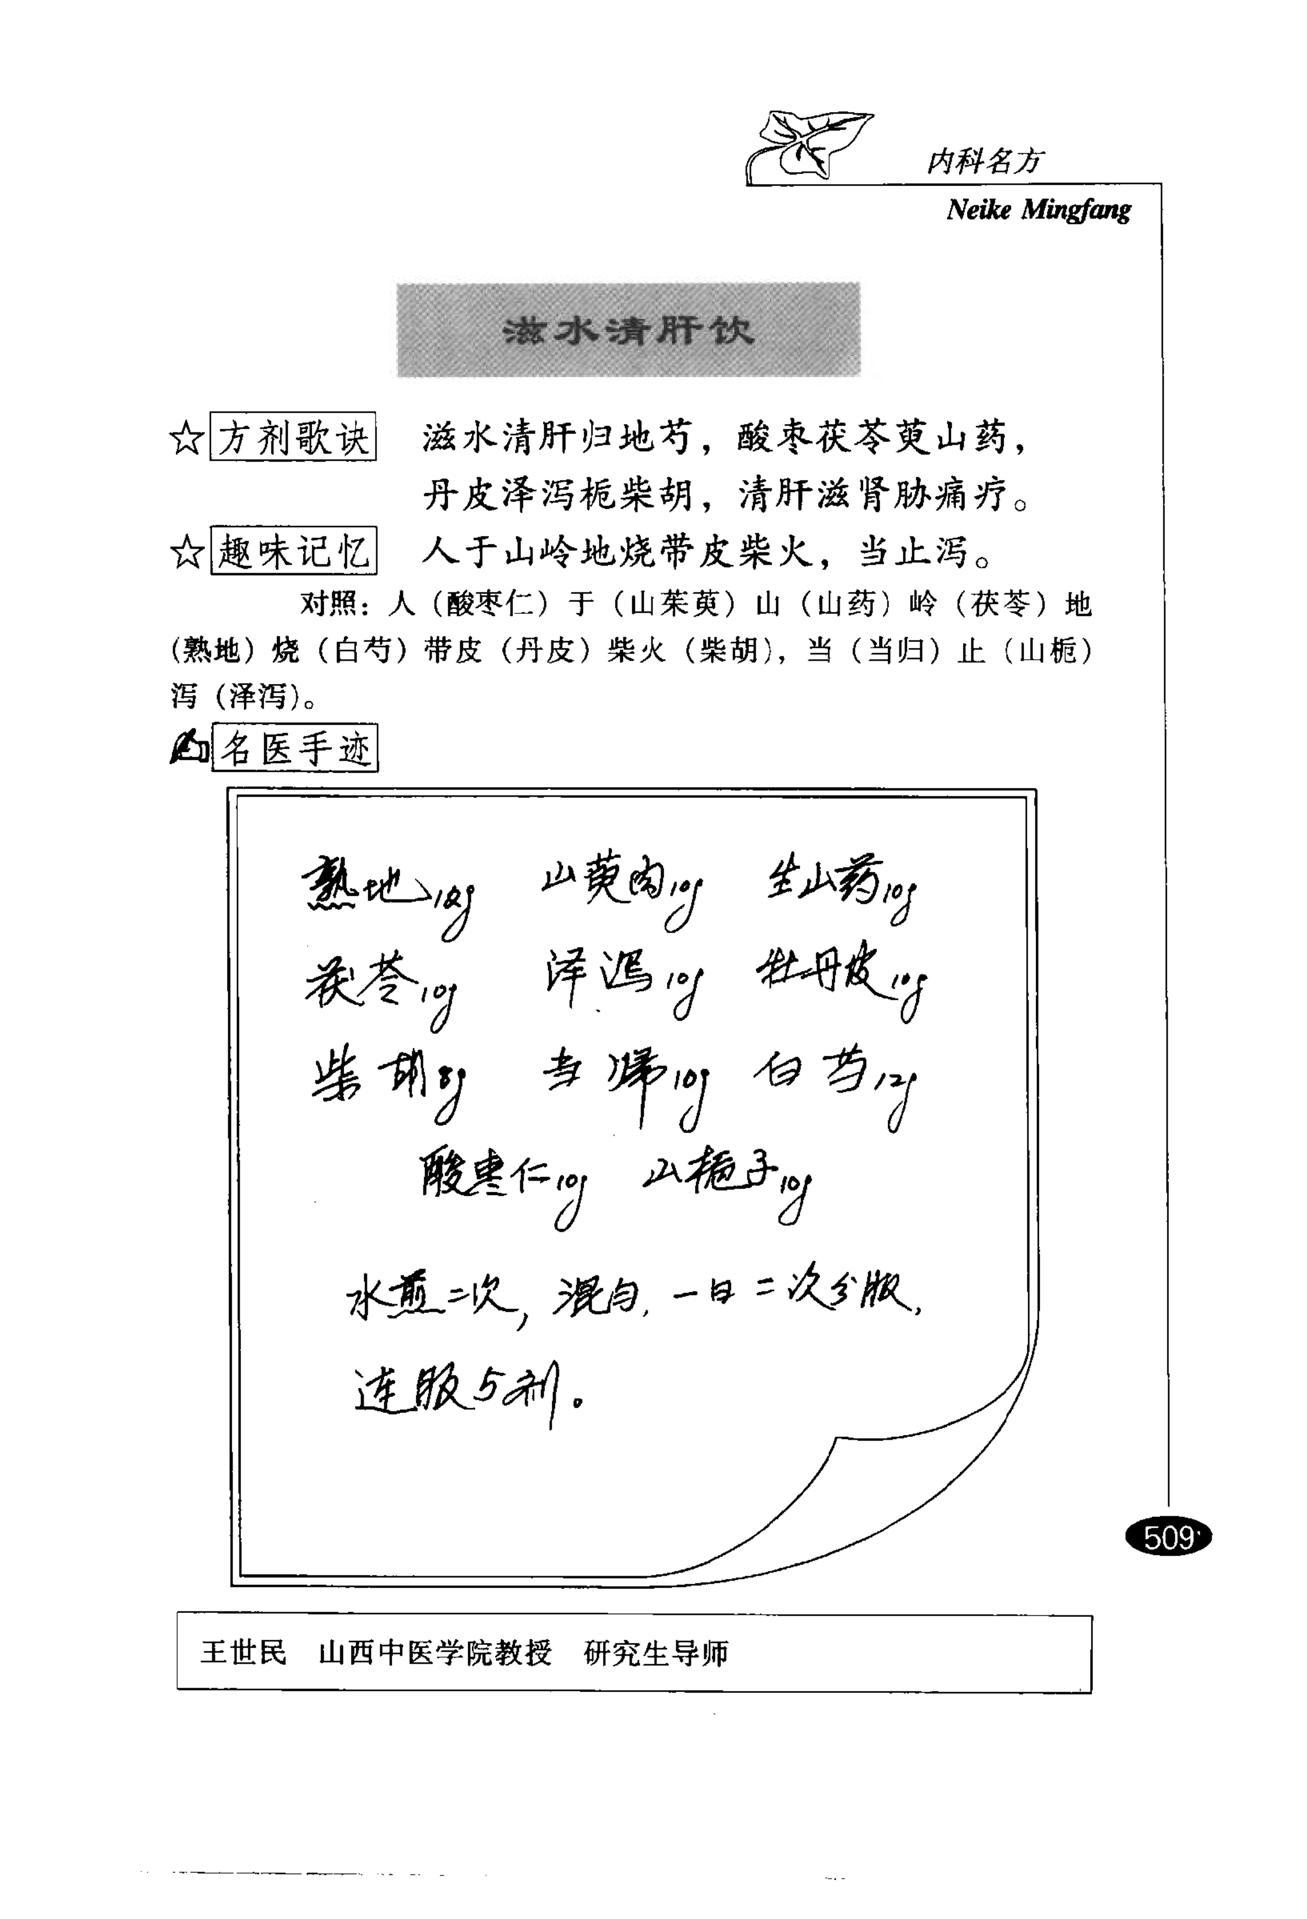 内科名方
Neike Mingfang
滋水清肝饮
☆方剂歌诀 滋水清肝归地芍，酸枣茯苓萸山药，
丹皮泽泻栀柴胡，清肝滋肾胁痛疗。
☆趣味记忆 人于山岭地烧带皮柴火，当止泻。
对照：人（酸枣仁）于（山茱萸）山（山药）岭（茯苓）地
（熟地）烧（白芍）带皮（丹皮）柴火（柴胡），当（当归）止（山栀）
泻（泽泻）。
名医手迹
熟地 山萸肉10g 生山药10g
茯苓10g 泽泻10g 牡丹皮10g
柴胡8g 当归10g 白芍12g
酸枣仁10g 山栀子10g
水煎二次，混匀，一日二次分服，
连服5剂。
509
王世民 山西中医学院教授 研究生导师